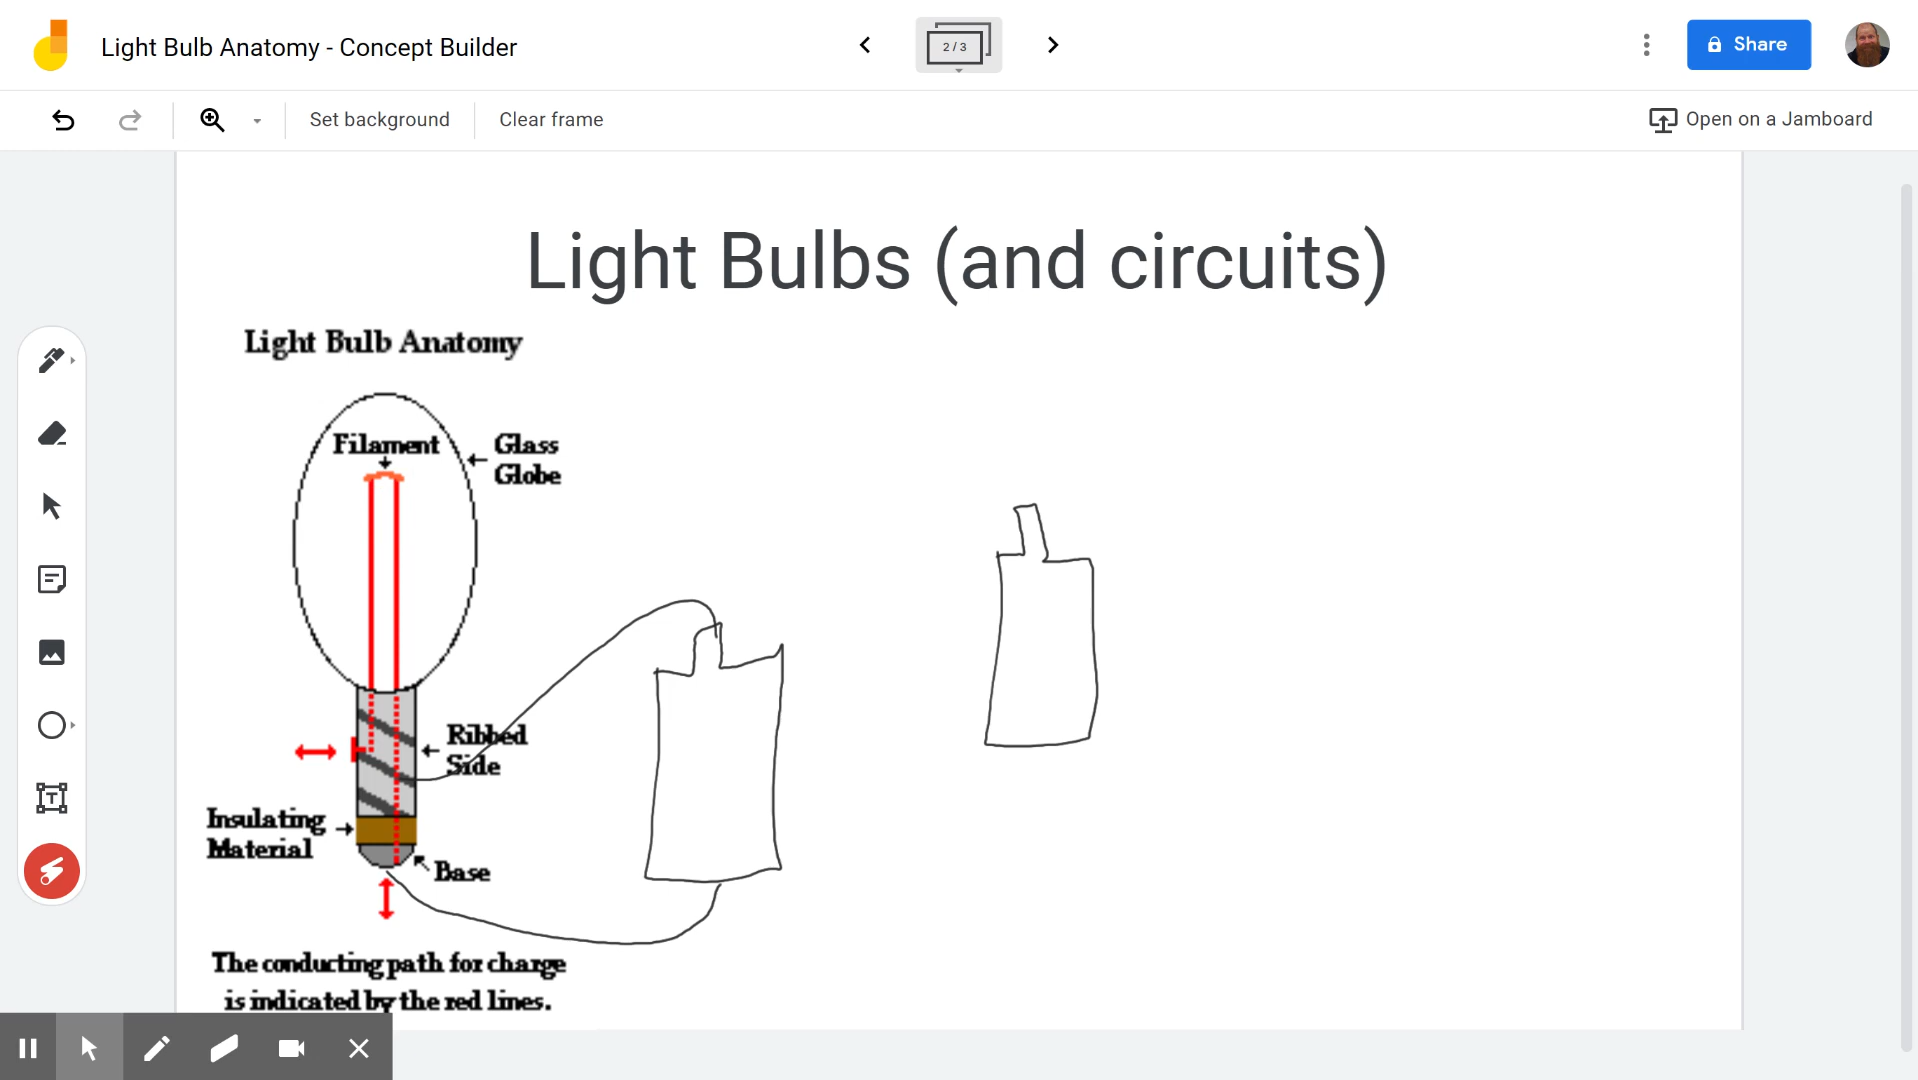 Light Bulb Anatomy - Concept Builder
2 / 3
Share
Set background
Clear frame
Open on a Jamboard
Light Bulbs (and circuits)
Light Bulb Anatomy
Filament
Glass
Globe
Ribbed
Side
Insulating
Material
Base
The conducting path for charge
is indicated by the red lines.